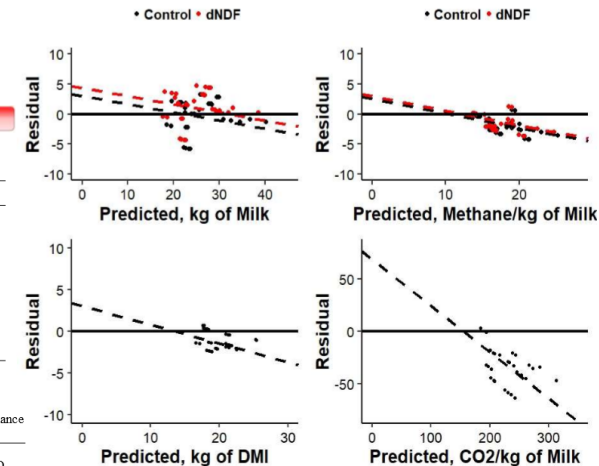 Control dNDF
Control dNDF
10
5
0
-5
-10
Residual
0 10 20 30 40
Predicted, kg of Milk
10
5
0
-5
-10
Residual
0 10 20
Predicted, Methane/kg of Milk
10
5
0
-5
-10
Residual
0 10 20 30
Predicted, kg of DMI
50
0
-50
Residual
0 100 200 300
Predicted, CO2/kg of Milk
ance